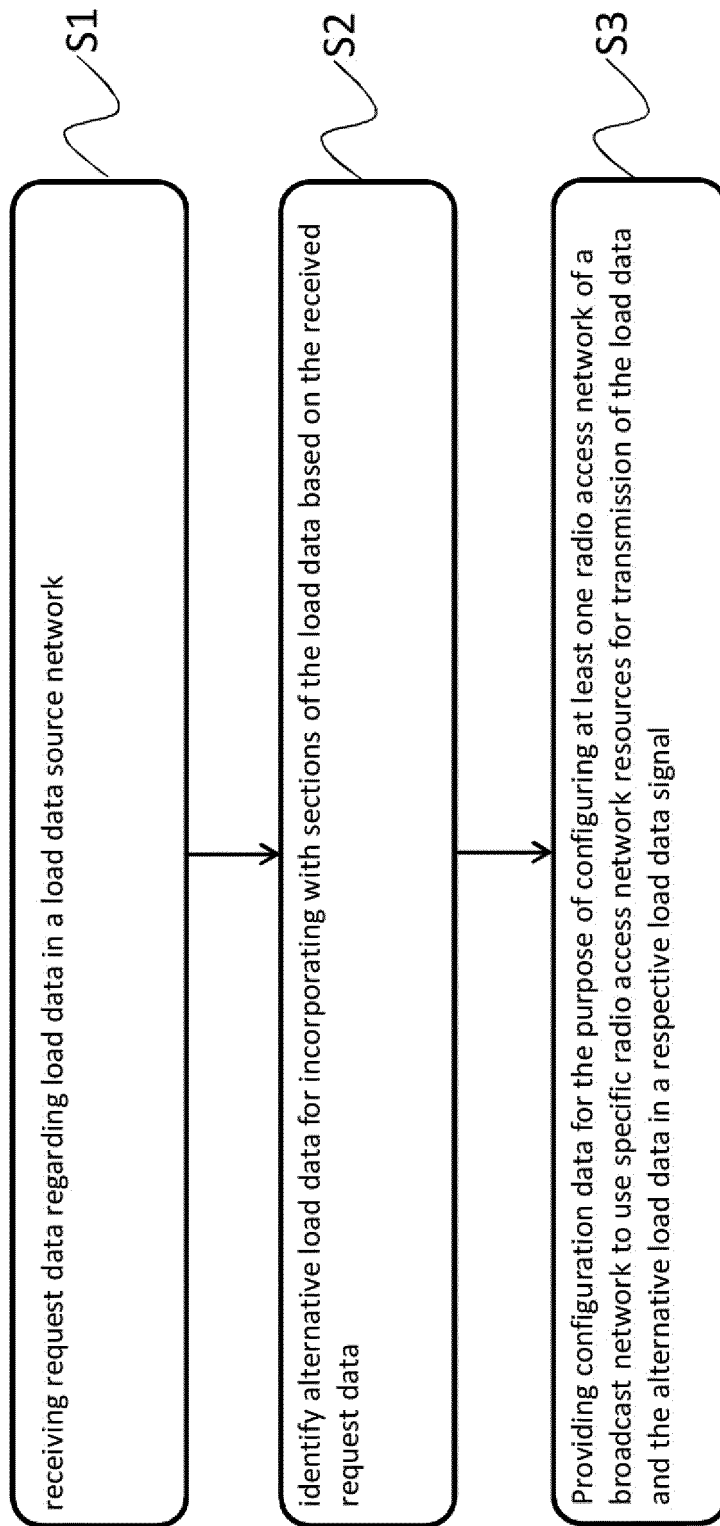 receiving request data regarding load data in a load data source network
S1
identify alternative load data for incorporating with sections of the load data based on the received
request data
S2
Providing configuration data for the purpose of configuring at least one radio access network of a
broadcast network to use specific radio access network resources for transmission of the load data
and the alternative load data in a respective load data signal
S3